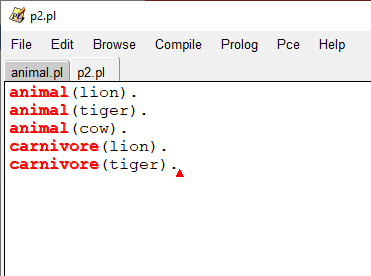 p2.pl
File Edit Browse Compile Prolog Pce Help
animal.pl p2.pl
animal(lion).
animal(tiger).
animal(cow).
carnivore(lion).
carnivore(tiger).